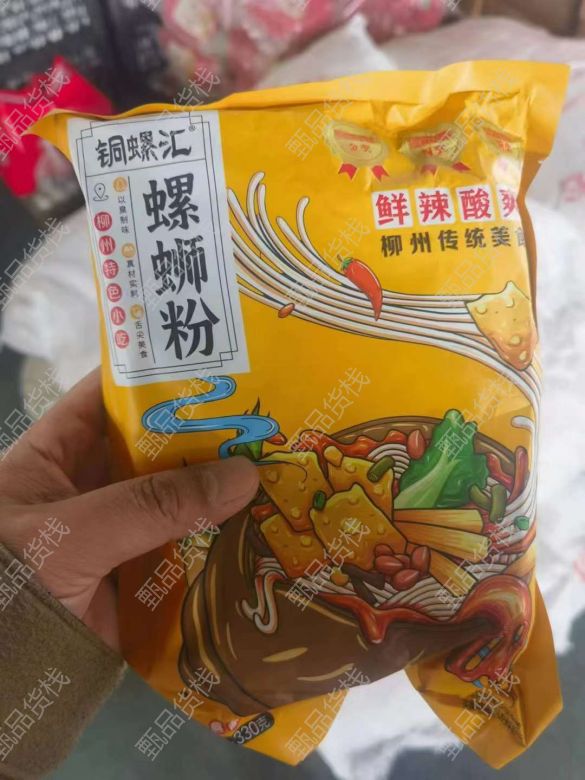 铜螺汇®
螺蛳粉
以臭制味
真材实料
舌尖美食
柳州特色小吃
鲜辣酸爽
柳州传统美食
330克
甄品货栈